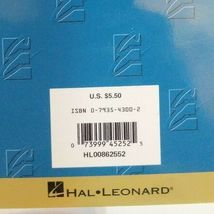 U.S. $5.50
ISBN 0-7935-4300-2
0 73999 45252 5
HL00862552
HAL•LEONARD®